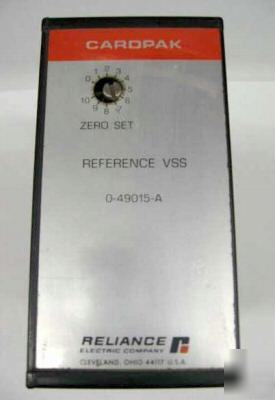 CARDPAK
0 1 2 3 4 5 6 7 8 9 10
ZERO SET
REFERENCE VSS
0-49015-A
RELIANCE
ELECTRIC COMPANY
CLEVELAND, OHIO 44117 U.S.A.